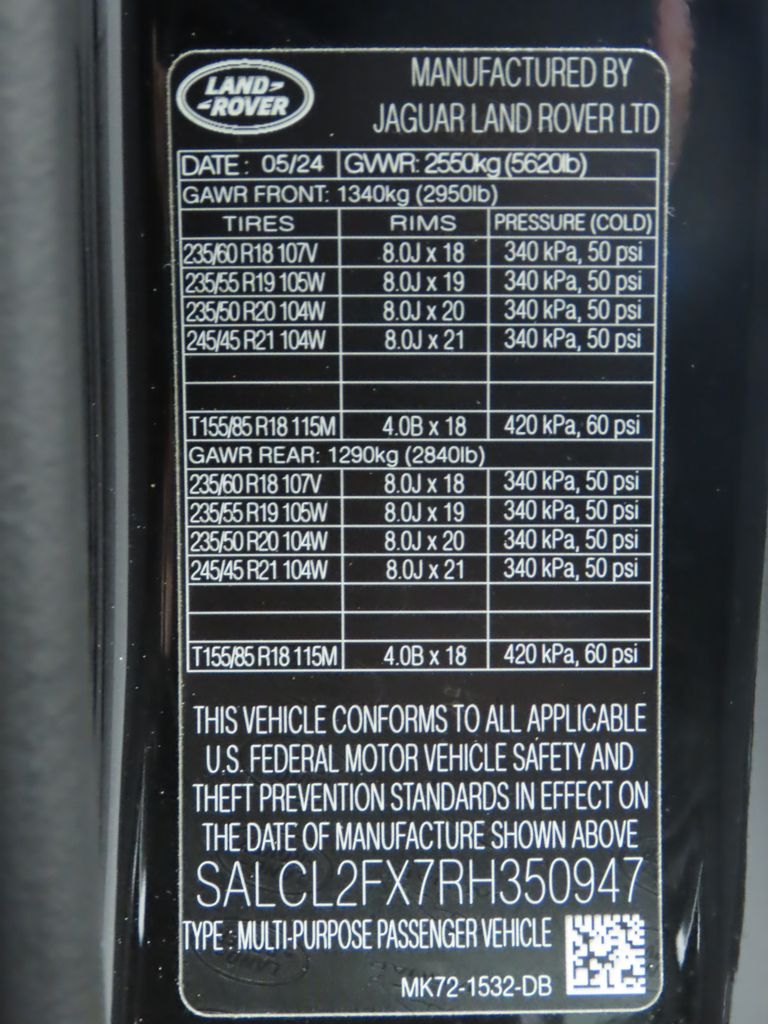 LAND ROVER
MANUFACTURED BY
JAGUAR LAND ROVER LTD
DATE: 05/24 GVWR: 2550kg (5620lb)
GAWR FRONT: 1340kg (2950lb)
TIRES RIMS PRESSURE (COLD)
235/60 R18 107V 8.0J x 18 340 kPa, 50 psi
235/55 R19 105W 8.0J x 19 340 kPa, 50 psi
235/50 R20 104W 8.0J x 20 340 kPa, 50 psi
245/45 R21 104W 8.0J x 21 340 kPa, 50 psi
T155/85 R18 115M 4.0B x 18 420 kPa, 60 psi
GAWR REAR: 1290kg (2840lb)
235/60 R18 107V 8.0J x 18 340 kPa, 50 psi
235/55 R19 105W 8.0J x 19 340 kPa, 50 psi
235/50 R20 104W 8.0J x 20 340 kPa, 50 psi
245/45 R21 104W 8.0J x 21 340 kPa, 50 psi
T155/85 R18 115M 4.0B x 18 420 kPa, 60 psi
THIS VEHICLE CONFORMS TO ALL APPLICABLE
U.S. FEDERAL MOTOR VEHICLE SAFETY AND
THEFT PREVENTION STANDARDS IN EFFECT ON
THE DATE OF MANUFACTURE SHOWN ABOVE
SALCL2FX7RH350947
TYPE : MULTI-PURPOSE PASSENGER VEHICLE
MK72-1532-DB